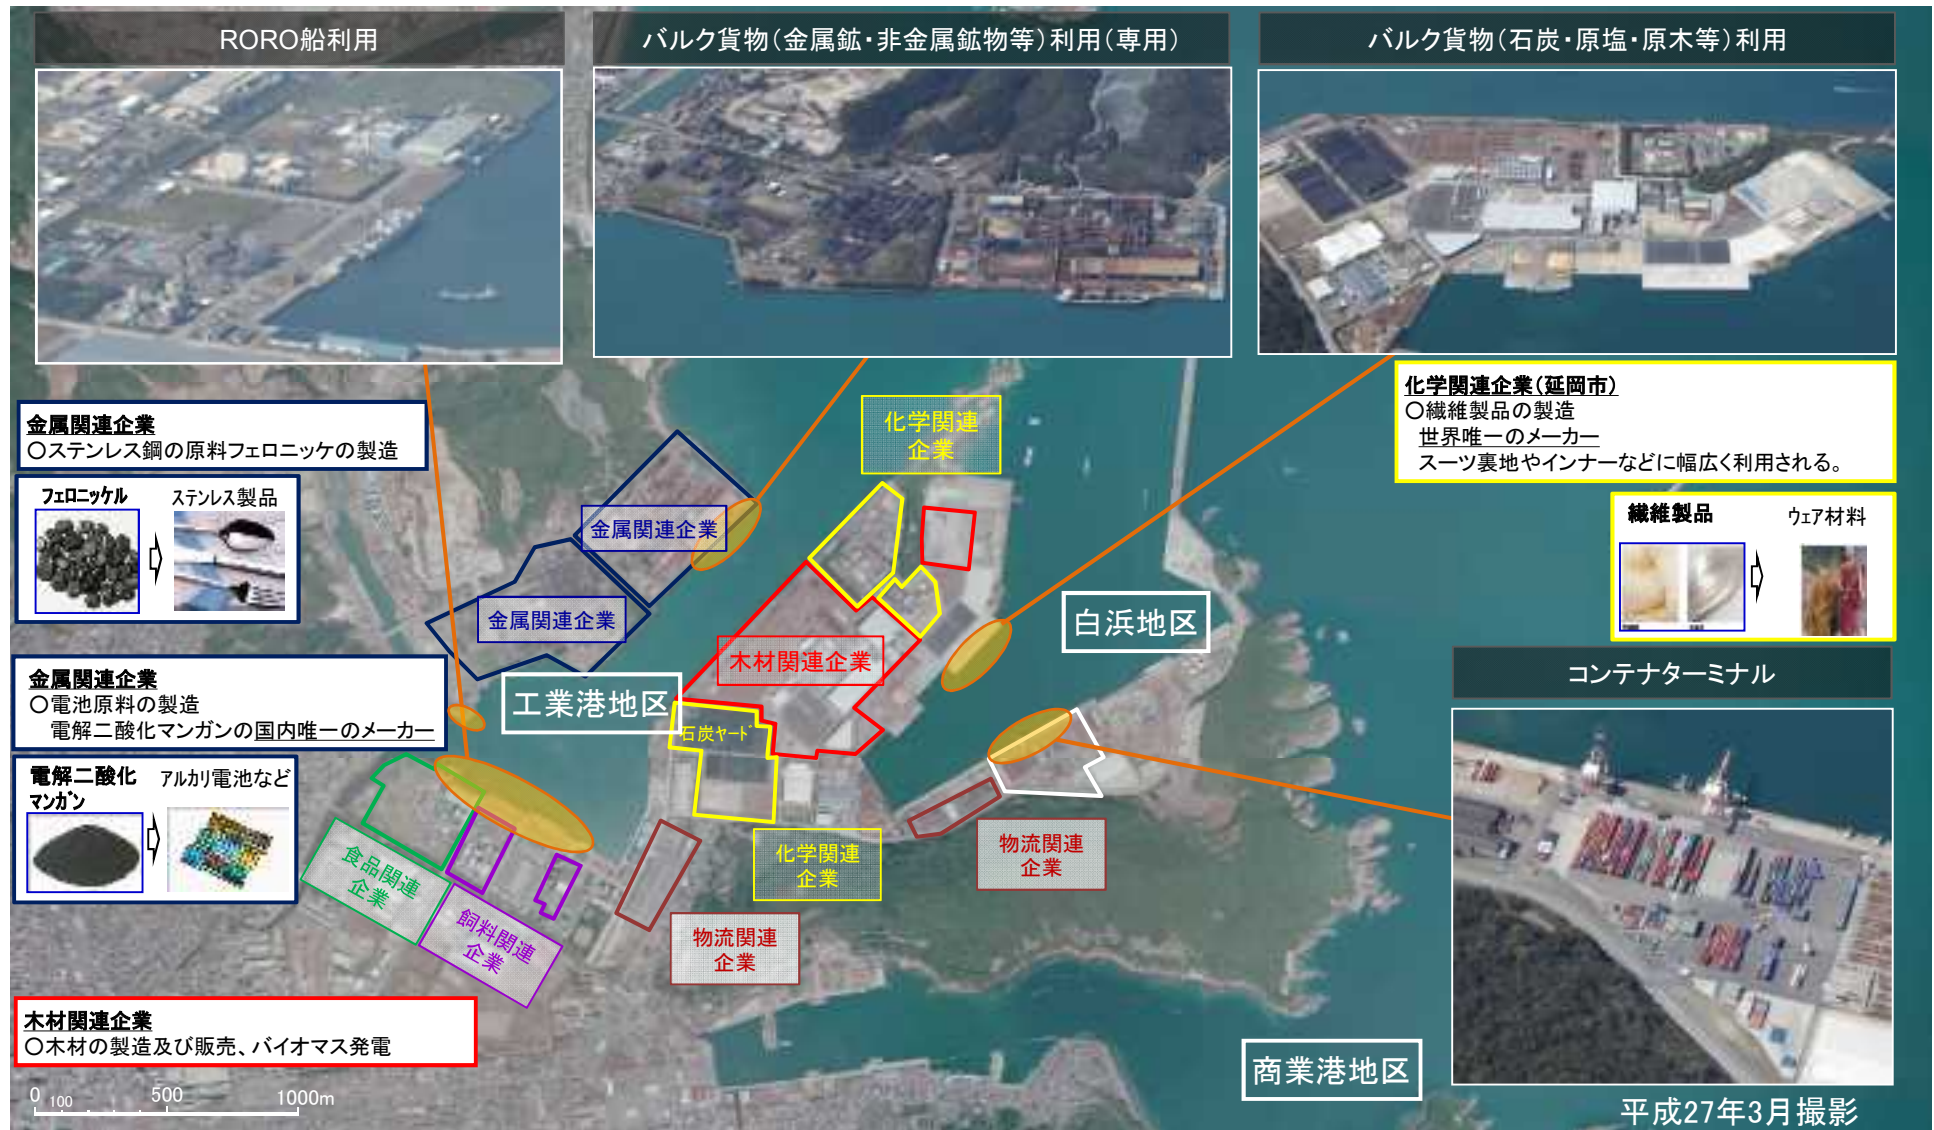 RORO船利用
バルク貨物(金属鉱・非金属鉱物等)利用(専用)
バルク貨物(石炭・原塩・原木等)利用
金属関連企業
○ステンレス鋼の原料フェロニッケの製造
フェロニッケル
ステンレス製品
金属関連企業
○電池原料の製造
電解二酸化マンガンの国内唯一のメーカー
電解二酸化
マンガン
アルカリ電池など
木材関連企業
○木材の製造及び販売、バイオマス発電
0 100 500 1000m
化学関連
企業
金属関連企業
金属関連企業
木材関連企業
工業港地区
石炭ヤード
白浜地区
食品関連
企業
飼料関連
企業
物流関連
企業
化学関連
企業
物流関連
企業
商業港地区
化学関連企業(延岡市)
○繊維製品の製造
世界唯一のメーカー
スーツ裏地やインナーなどに幅広く利用される。
繊維製品
ウェア材料
コンテナターミナル
平成27年3月撮影